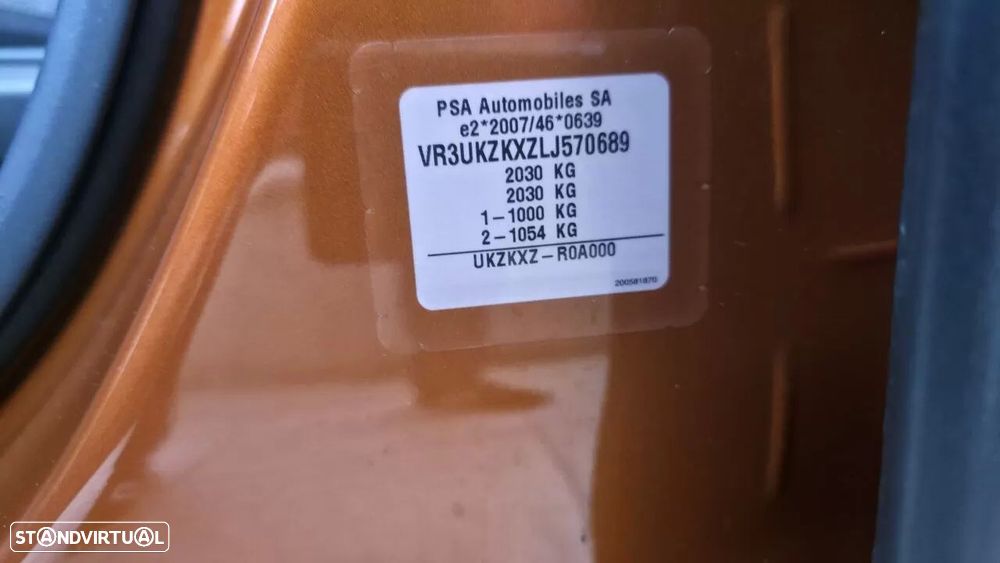 PSA Automobiles SA
e2*2007/46*0639
VR3UKZKXZLJ570689
2030 KG
2030 KG
1-1000 KG
2-1054 KG
UKZKXZ-R0A000
200581870
STANDVIRTUAL